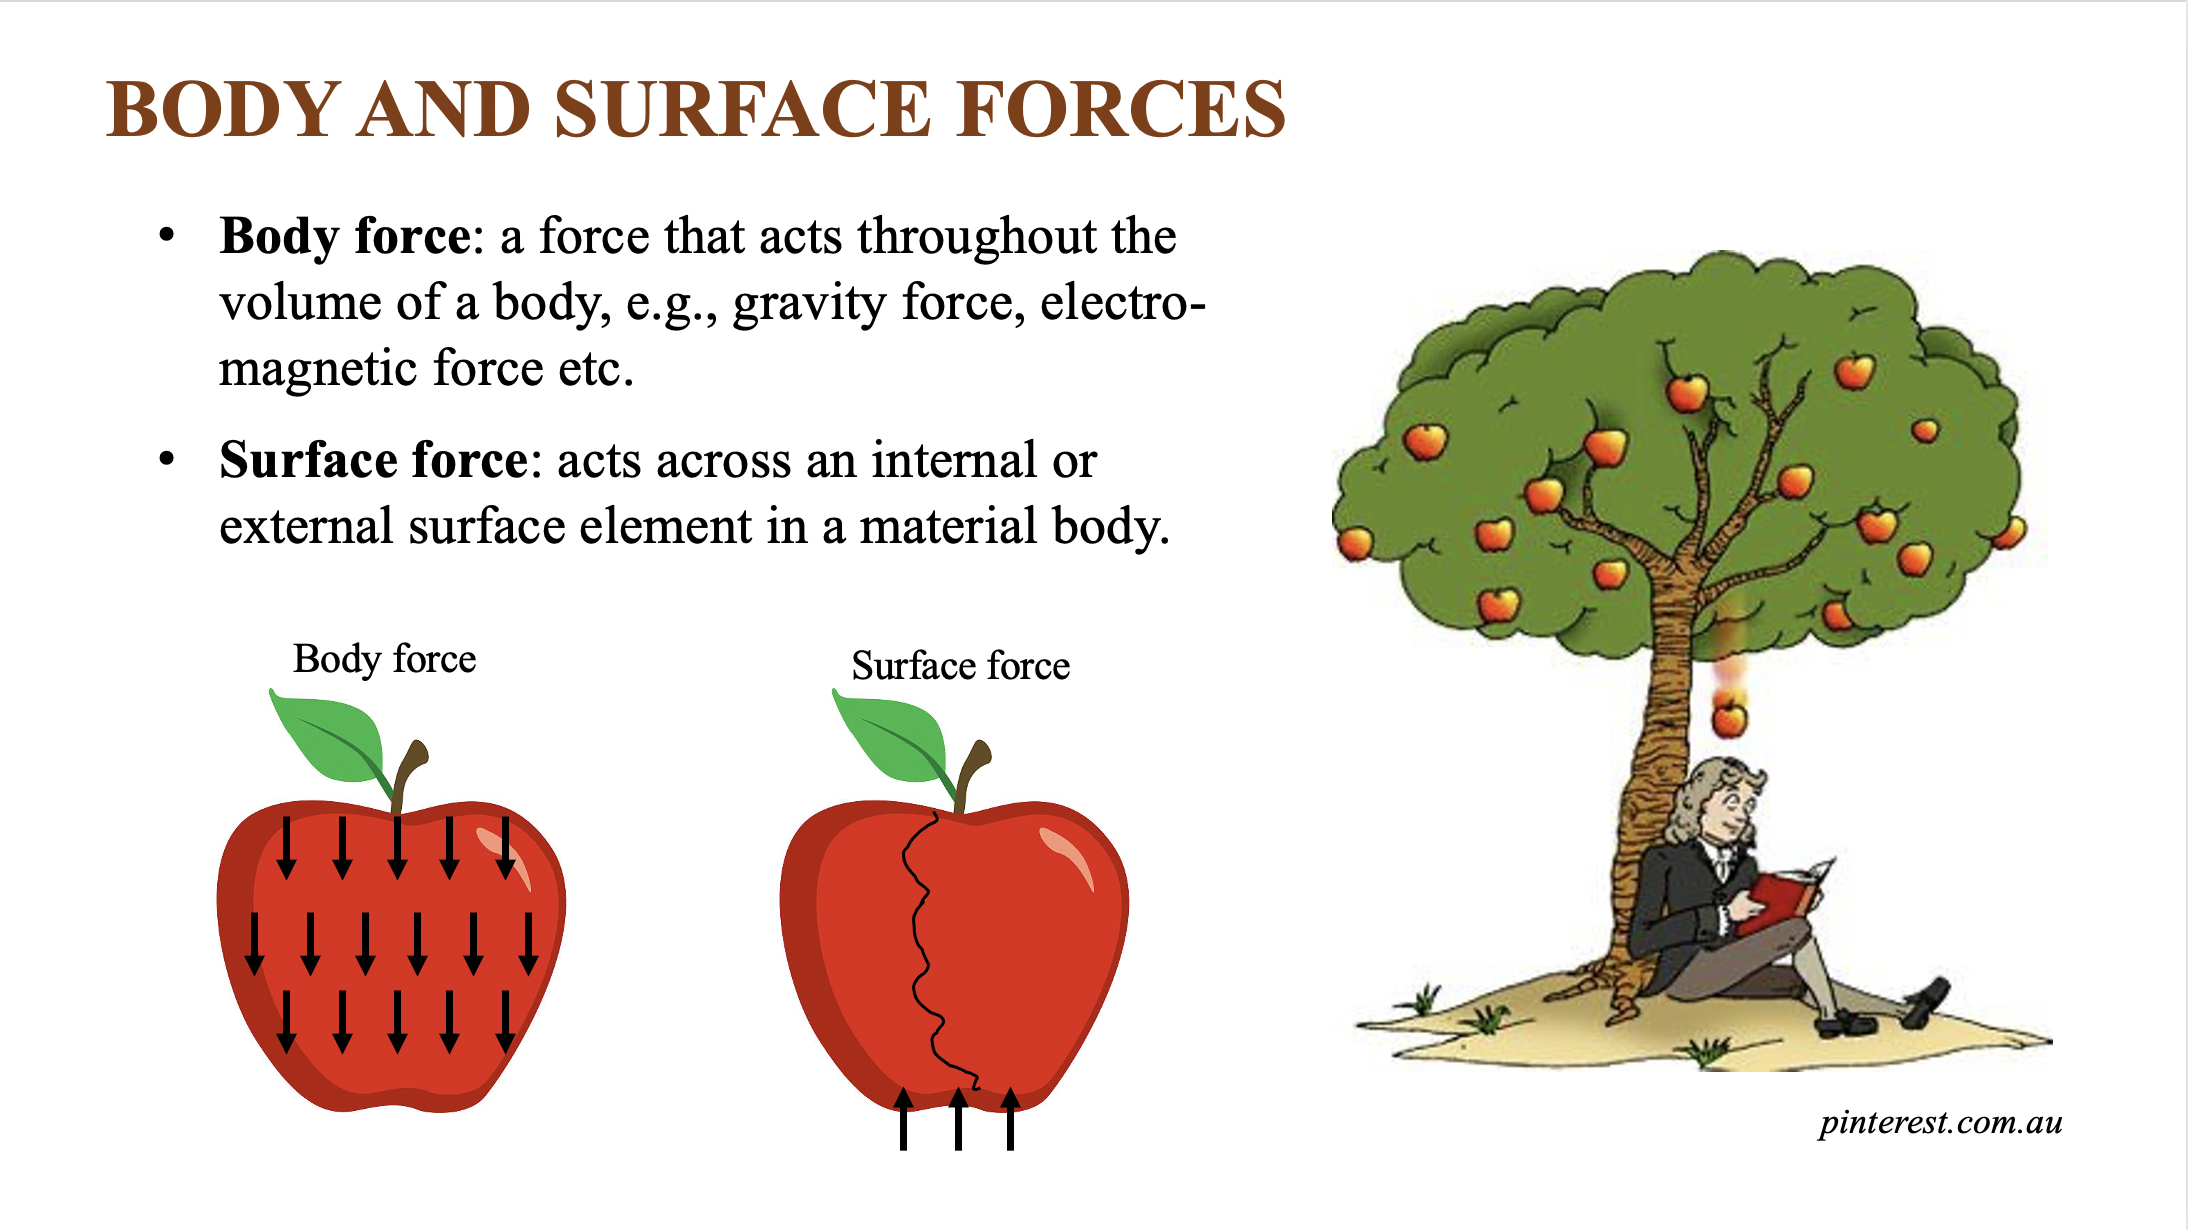 BODY AND SURFACE FORCES
• Body force: a force that acts throughout the
volume of a body, e.g., gravity force, electro-
magnetic force etc.
• Surface force: acts across an internal or
external surface element in a material body.
Body force
Surface force
pinterest.com.au